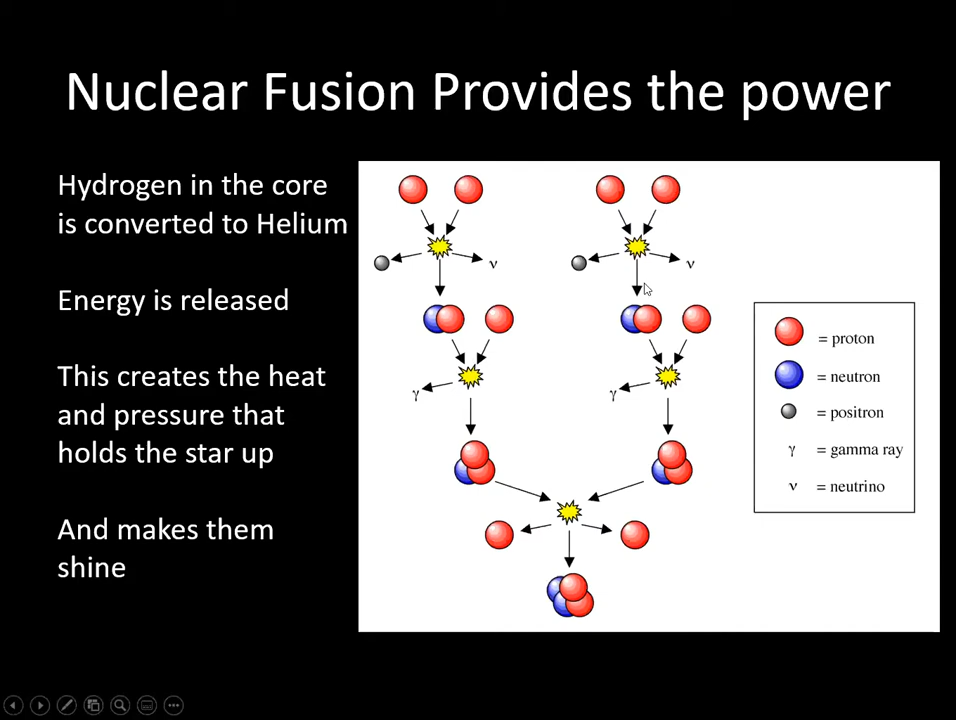 Nuclear Fusion Provides the power
Hydrogen in the core
is converted to Helium
Energy is released
This creates the heat
and pressure that
holds the star up
And makes them
shine
ν
ν
γ
γ
= proton
= neutron
= positron
γ = gamma ray
ν = neutrino